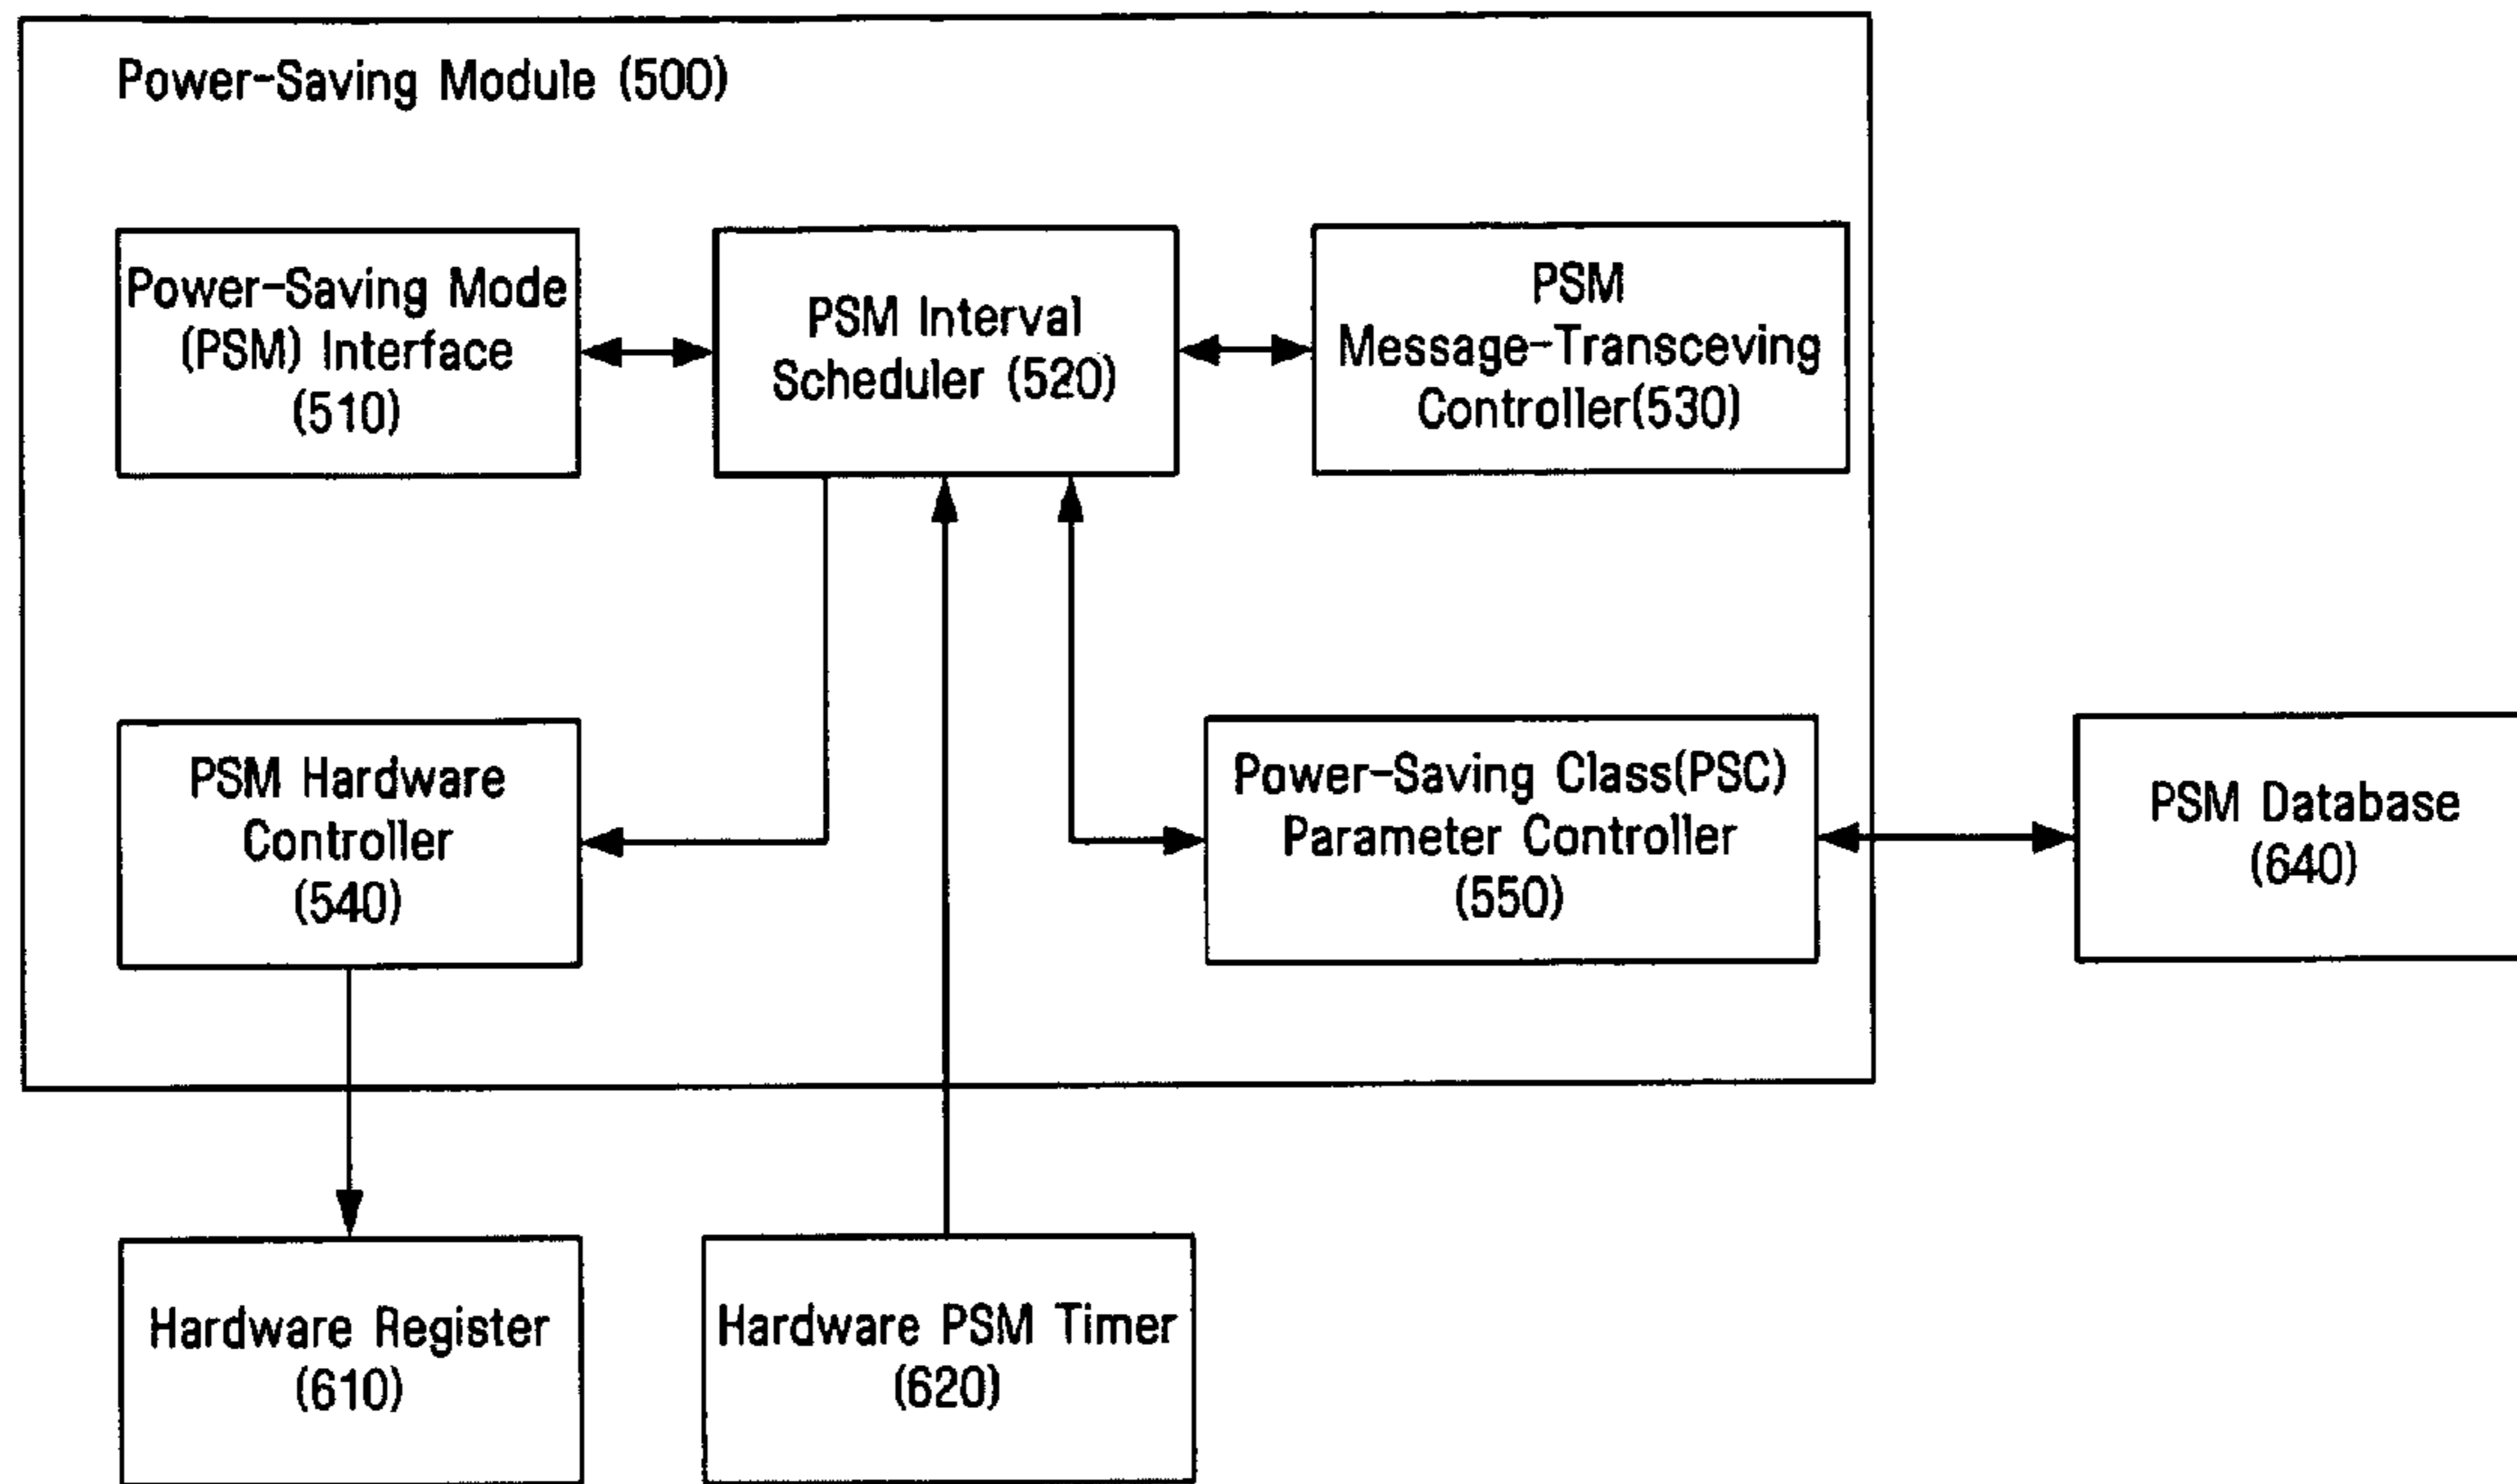 Power-Saving Module (500)
Power-Saving Mode
(PSM) Interface
(510)
PSM Interval
Scheduler (520)
PSM
Message-Transceving
Controller(530)
PSM Hardware
Controller
(540)
Power-Saving Class(PSC)
Parameter Controller
(550)
PSM Database
(640)
Hardware Register
(610)
Hardware PSM Timer
(620)